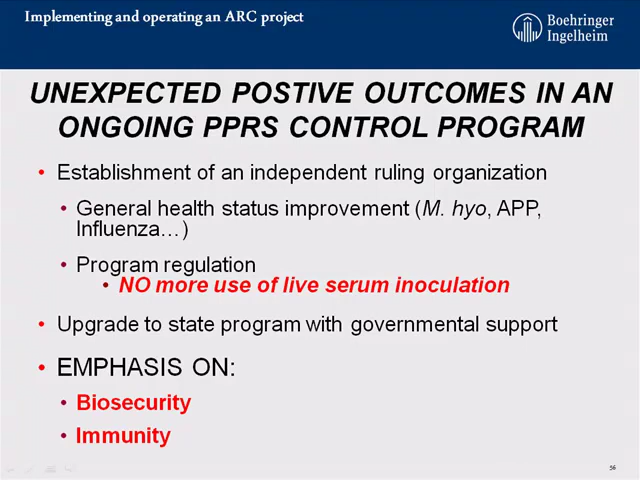 Implementing and operating an ARC project
Boehringer
Ingelheim
UNEXPECTED POSTIVE OUTCOMES IN AN
ONGOING PPRS CONTROL PROGRAM
• Establishment of an independent ruling organization
• General health status improvement (M. hyo, APP,
Influenza…)
• Program regulation
• NO more use of live serum inoculation
• Upgrade to state program with governmental support
• EMPHASIS ON:
• Biosecurity
• Immunity
56